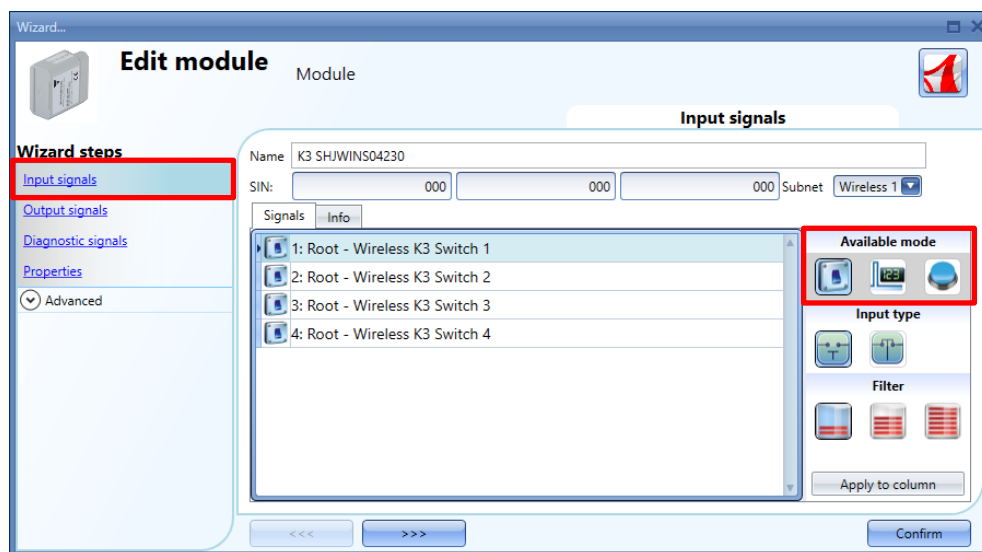 Wizard...
Edit module
Module
Input signals
Wizard steps
Input signals
Output signals
Diagnostic signals
Properties
Advanced
Name K3 SHJWINS04230
SIN: 000 000 000 Subnet Wireless 1
Signals Info
1: Root - Wireless K3 Switch 1
2: Root - Wireless K3 Switch 2
3: Root - Wireless K3 Switch 3
4: Root - Wireless K3 Switch 4
Available mode
123
Input type
Filter
Apply to column
<<< >>> Confirm